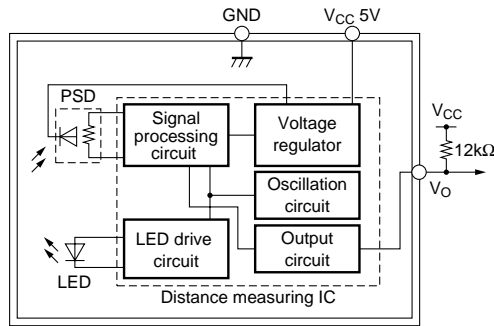 GND
VCC 5V
PSD
Signal
processing
circuit
Voltage
regulator
VCC
12kΩ
VO
Oscillation
circuit
LED drive
circuit
Output
circuit
LED
Distance measuring IC